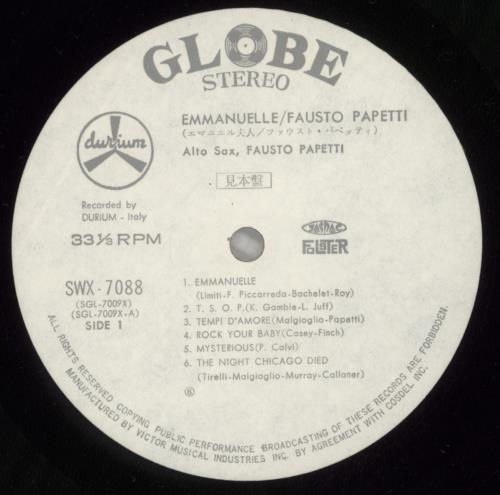 GLOBE
STEREO
EMMANUELLE/FAUSTO PAPETTI
(エマニエル夫人/ファウスト・パペッティ)
Alto Sax, FAUSTO PAPETTI
durium
見本盤
Recorded by
DURIUM - Italy
33 1/3 RPM
JASRAC
FOLSTER
SWX-7088
(SGL-7009X)
(SGL-7009X-A)
SIDE 1
1. EMMANUELLE
(Limiti-F. Piccarreda-Bachelet-Roy)
2. T. S. O. P.(K. Gamble-L. Juff)
3. TEMPI D'AMORE(Malgioglio-Papetti)
4. ROCK YOUR BABY(Casey-Finch)
5. MYSTERIOUS(P. Calvi)
6. THE NIGHT CHICAGO DIED
(Tirelli-Malgioglio-Murray-Callaner)
ALL RIGHTS RESERVED COPYING PUBLIC PERFORMANCE BROADCASTING OF THESE RECORDS ARE FORBIDDEN.
MANUFACTURED BY VICTOR MUSICAL INDUSTRIES INC. BY AGREEMENT WITH COSDEL INC.